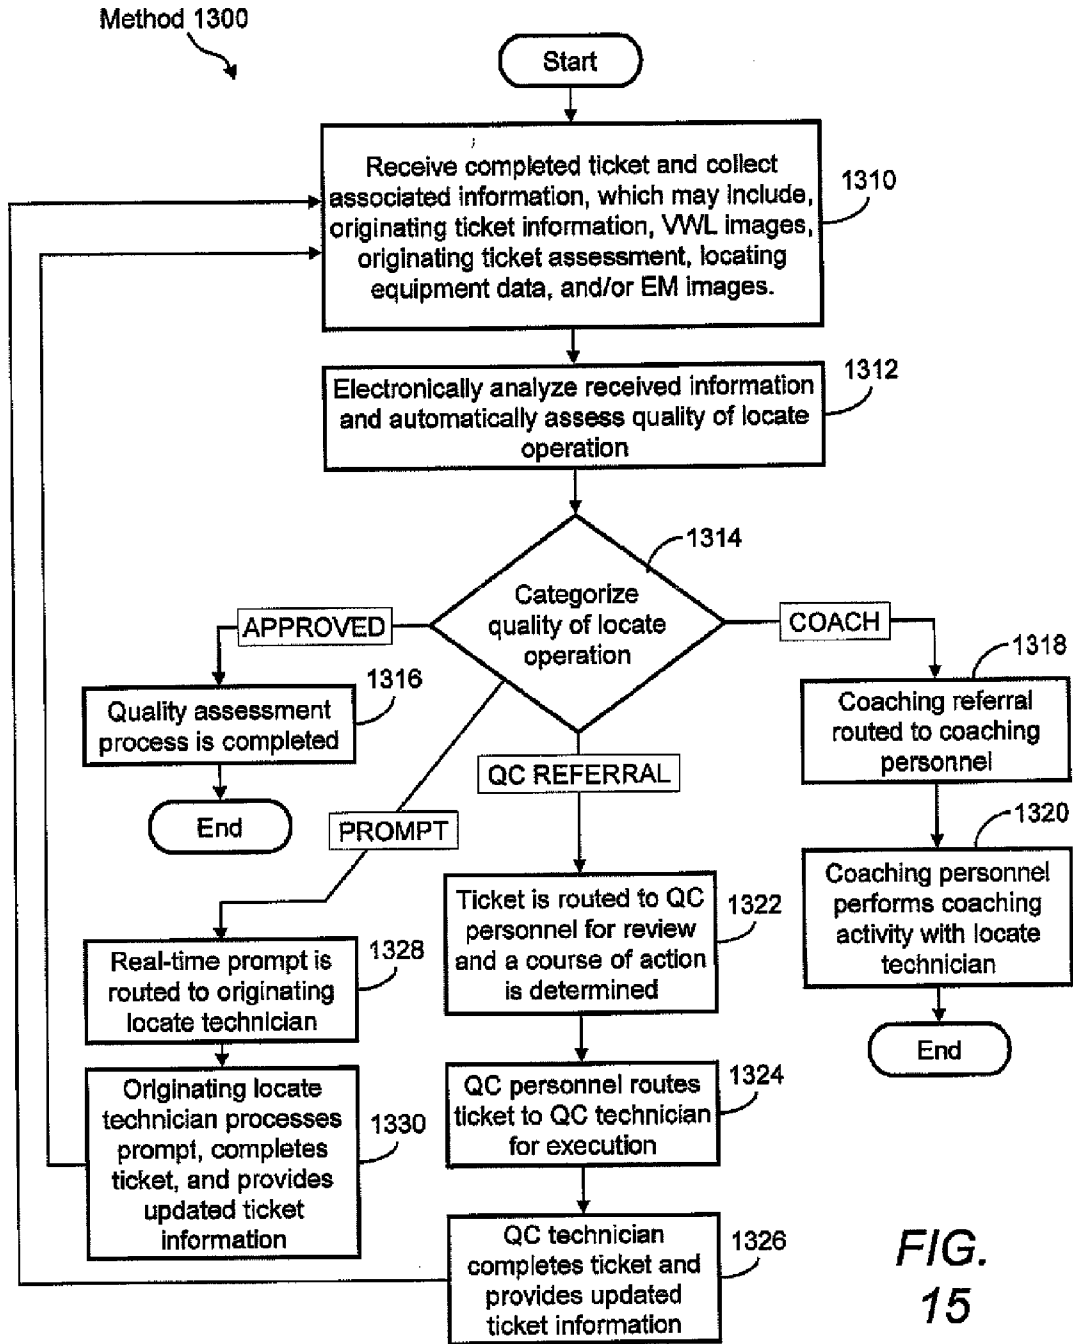 Method 1300
Start
Receive completed ticket and collect
associated information, which may include,
originating ticket information, VWL images,
originating ticket assessment, locating
equipment data, and/or EM images.
1310
Electronically analyze received information
and automatically assess quality of locate
operation
1312
Categorize
quality of locate
operation
1314
APPROVED
COACH
QC REFERRAL
PROMPT
Quality assessment
process is completed
1316
End
Coaching referral
routed to coaching
personnel
1318
Coaching personnel
performs coaching
activity with locate
technician
1320
End
Ticket is routed to QC
personnel for review
and a course of action
is determined
1322
QC personnel routes
ticket to QC technician
for execution
1324
QC technician
completes ticket and
provides updated
ticket information
1326
Real-time prompt is
routed to originating
locate technician
1328
Originating locate
technician processes
prompt, completes
ticket, and provides
updated ticket
information
1330
FIG.
15